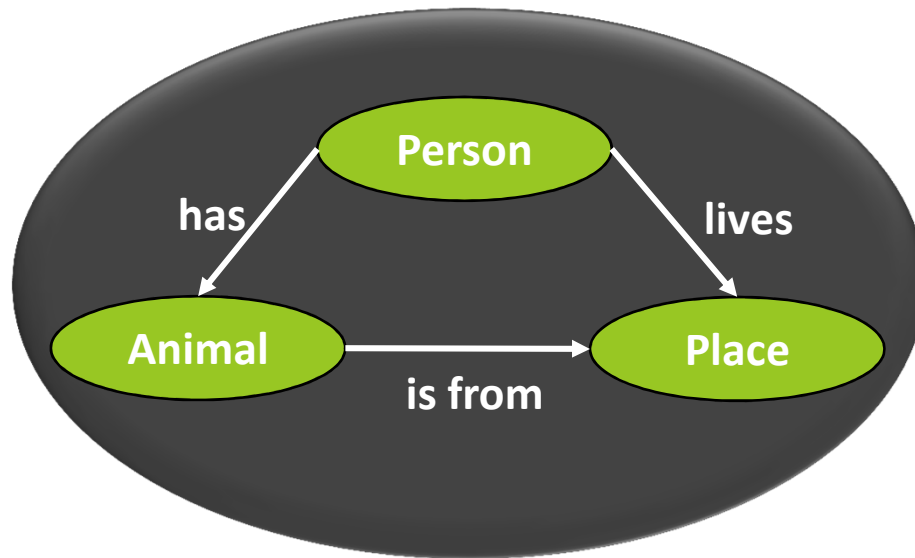 Person
has
lives
Animal
Place
is from